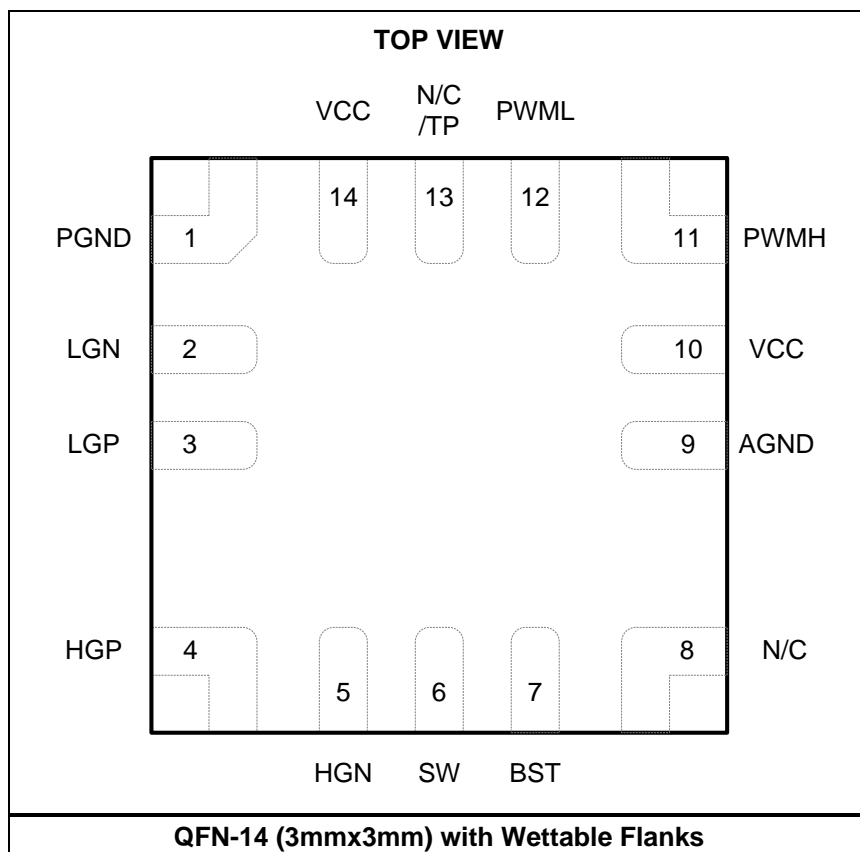 TOP VIEW
VCC
N/C
/TP
PWML
14
13
12
PGND
1
11
PWMH
LGN
2
10
VCC
LGP
3
9
AGND
HGP
4
8
N/C
5
6
7
HGN
SW
BST
QFN-14 (3mmx3mm) with Wettable Flanks